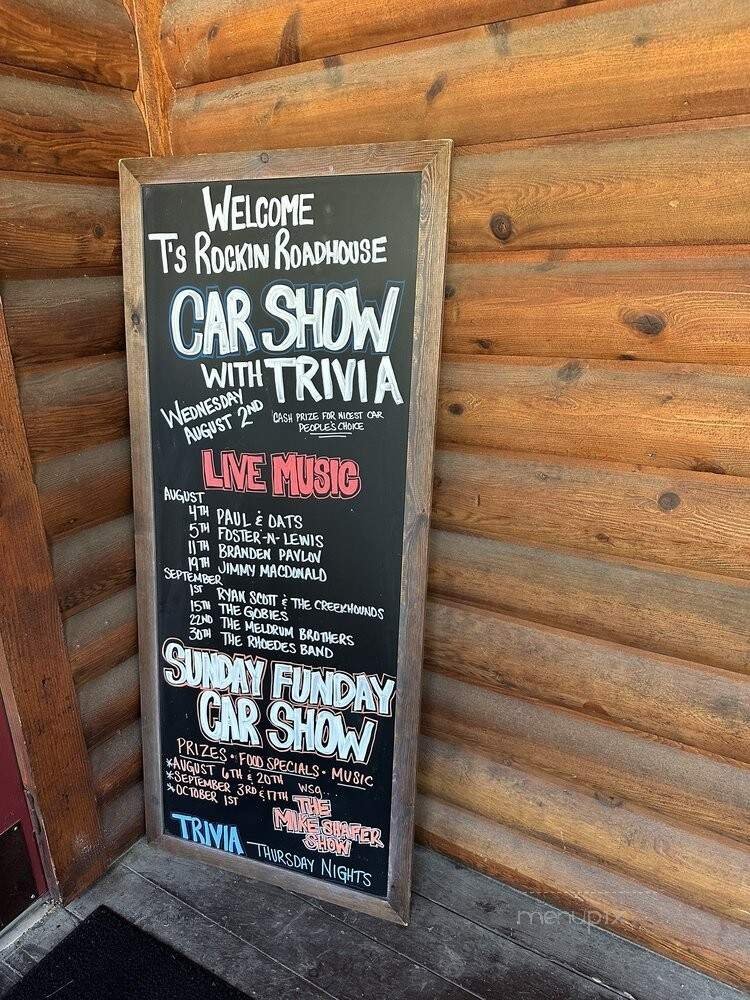 WELCOME
T'S ROCKIN ROADHOUSE
CAR SHOW
WITH TRIVIA
WEDNESDAY
AUGUST 2ND
CASH PRIZE FOR NICEST CAR
PEOPLE'S CHOICE
LIVE MUSIC
AUGUST
4TH PAUL & OATS
5TH FOSTER-N-LEWIS
11TH BRANDEN PAVLOV
19TH JIMMY MACDONALD
SEPTEMBER
1ST RYAN SCOTT & THE CREEKHOUNDS
15TH THE GOBIES
22ND THE MELDRUM BROTHERS
30TH THE RHOEDES BAND
SUNDAY FUNDAY
CAR SHOW
PRIZES • FOOD SPECIALS • MUSIC
*AUGUST 6TH & 20TH
*SEPTEMBER 3RD & 17TH
*OCTOBER 1ST
WSG...
THE
MIKE SHAFER
SHOW
TRIVIA - THURSDAY NIGHTS
menupix